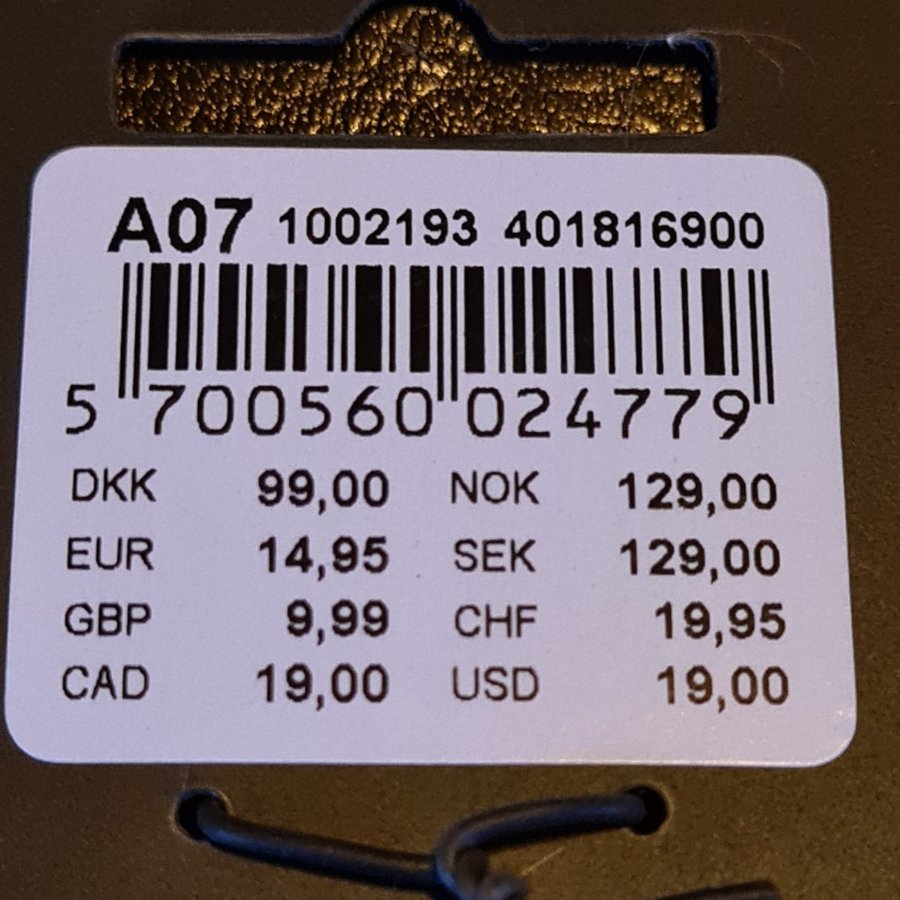 A07 1002193 401816900
5 700560 024779
DKK 99,00 NOK 129,00
EUR 14,95 SEK 129,00
GBP 9,99 CHF 19,95
CAD 19,00 USD 19,00